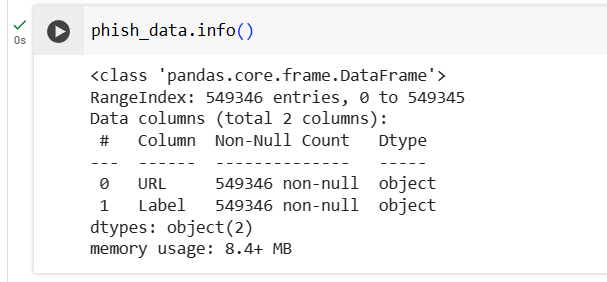 phish_data.info()
0s
<class 'pandas.core.frame.DataFrame'>
RangeIndex: 549346 entries, 0 to 549345
Data columns (total 2 columns):
 #   Column  Non-Null Count   Dtype
---  ------  --------------   -----
 0   URL     549346 non-null  object
 1   Label   549346 non-null  object
dtypes: object(2)
memory usage: 8.4+ MB